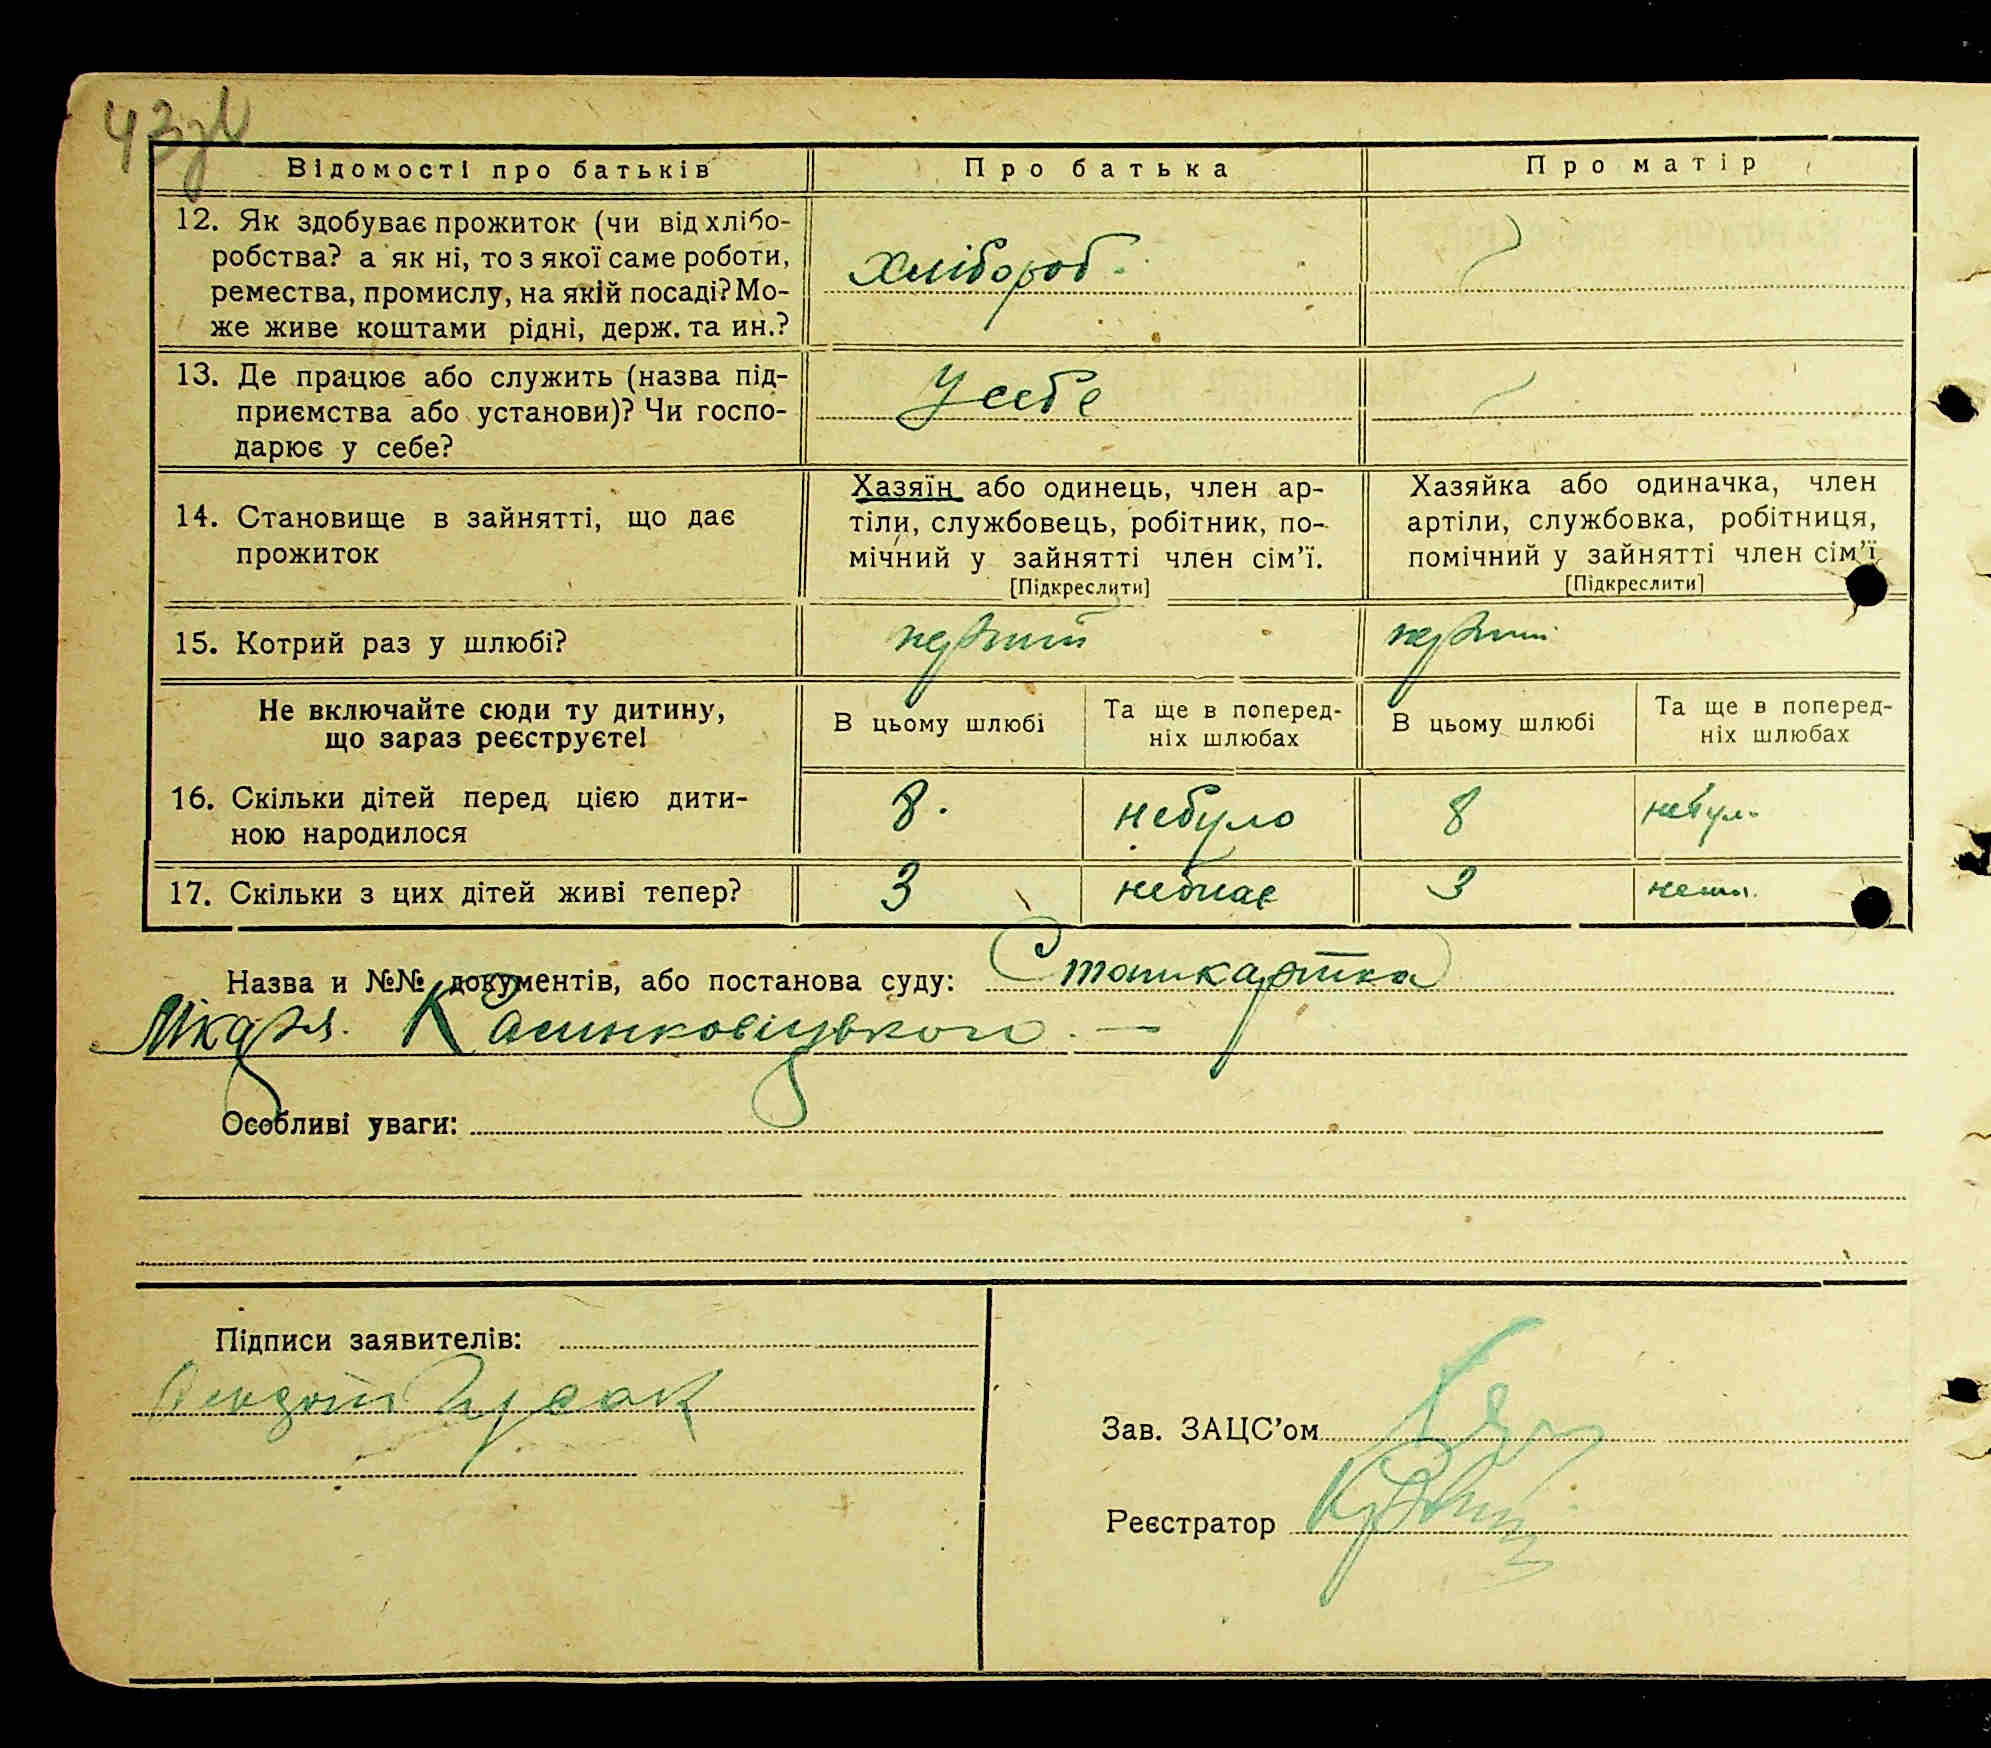 43зв
Відомості про батьків
Про батька
Про матір
12. Як здобуває прожиток (чи від хлібо-
робства? а як ні, то з якої саме роботи,
ремества, промислу, на якій посаді? Мо-
же живе коштами рідні, держ. та ин.?
Хлібороб.
13. Де працює або служить (назва під-
приємства або установи)? Чи госпо-
дарює у себе?
У себе
14. Становище в зайнятті, що дає
прожиток
Хазяїн або одинець, член ар-
тіли, службовець, робітник, по-
мічний у зайнятті член сім'ї.
[Підкреслити]
Хазяйка або одиначка, член
артіли, службовка, робітниця,
помічний у зайнятті член сім'ї
[Підкреслити]
15. Котрий раз у шлюбі?
перший
перший
Не включайте сюди ту дитину,
що зараз реєструєте!
В цьому шлюбі
Та ще в поперед-
ніх шлюбах
В цьому шлюбі
Та ще в поперед-
ніх шлюбах
16. Скільки дітей перед цією дити-
ною народилося
8.
небуло
8
небул.
17. Скільки з цих дітей живі тепер?
3
немає
3
нема.
Назва и №№ документів, або постанова суду:
Особливі уваги:
Підписи заявителів:
Зав. ЗАЦС'ом
Реєстратор